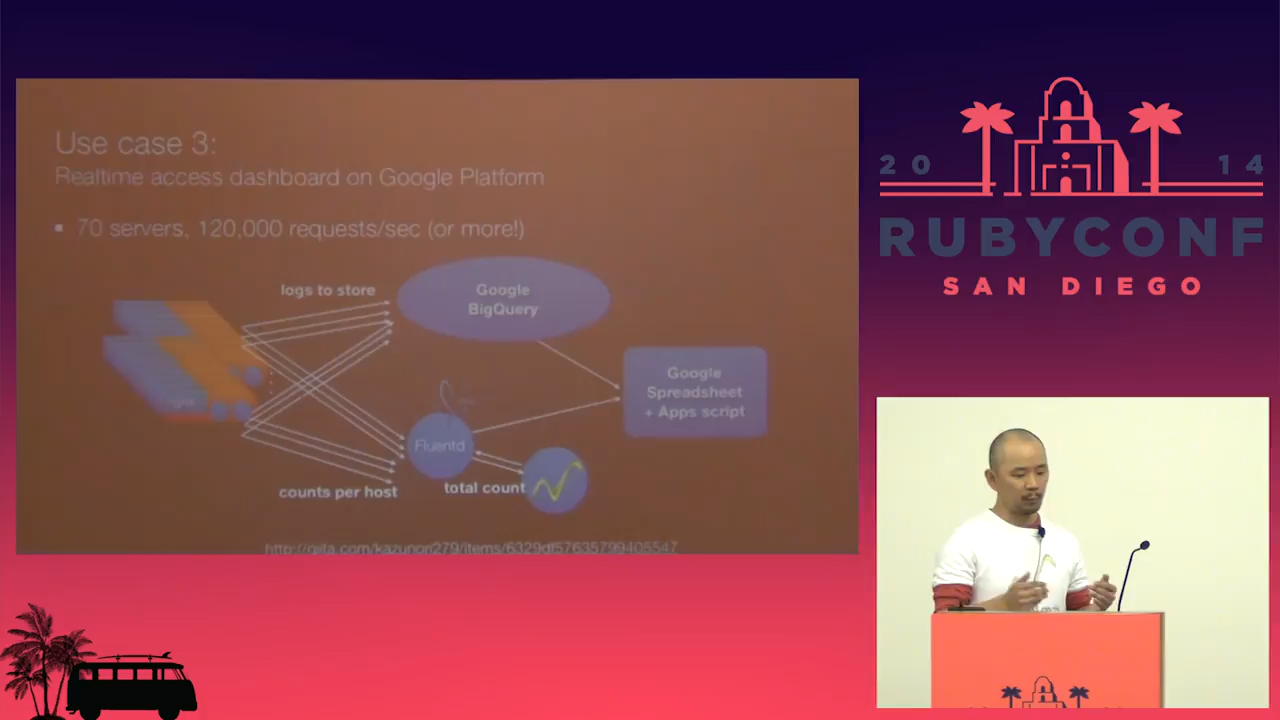 Use case 3:
Realtime access dashboard on Google Platform
▪ 70 servers, 120,000 requests/sec (or more!)
logs to store
Google
BigQuery
Google
Spreadsheet
+ Apps script
Fluentd
counts per host
total count
2014
RUBYCONF
SAN DIEGO